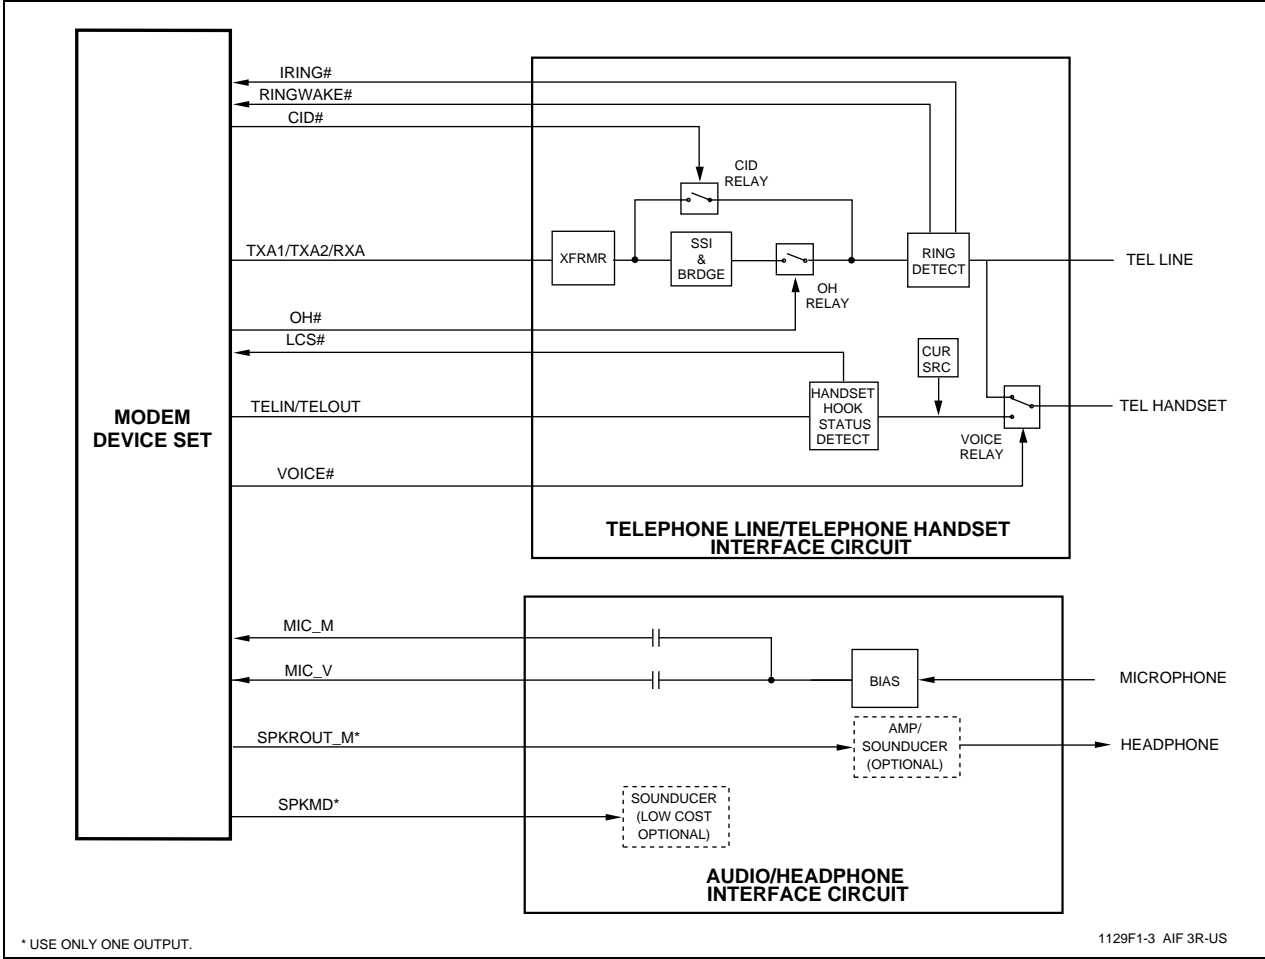 IRING#
RINGWAKE#
CID#
CID
RELAY
TXA1/TXA2/RXA
XFRMR
SSI
&
BRDGE
OH
RELAY
RING
DETECT
TEL LINE
OH#
LCS#
CUR
SRC
TELIN/TELOUT
HANDSET
HOOK
STATUS
DETECT
VOICE
RELAY
TEL HANDSET
MODEM
DEVICE SET
VOICE#
TELEPHONE LINE/TELEPHONE HANDSET
INTERFACE CIRCUIT
MIC_M
MIC_V
BIAS
MICROPHONE
SPKROUT_M*
AMP/
SOUNDUCER
(OPTIONAL)
HEADPHONE
SPKMD*
SOUNDUCER
(LOW COST
OPTIONAL)
AUDIO/HEADPHONE
INTERFACE CIRCUIT
* USE ONLY ONE OUTPUT.
1129F1-3 AIF 3R-US